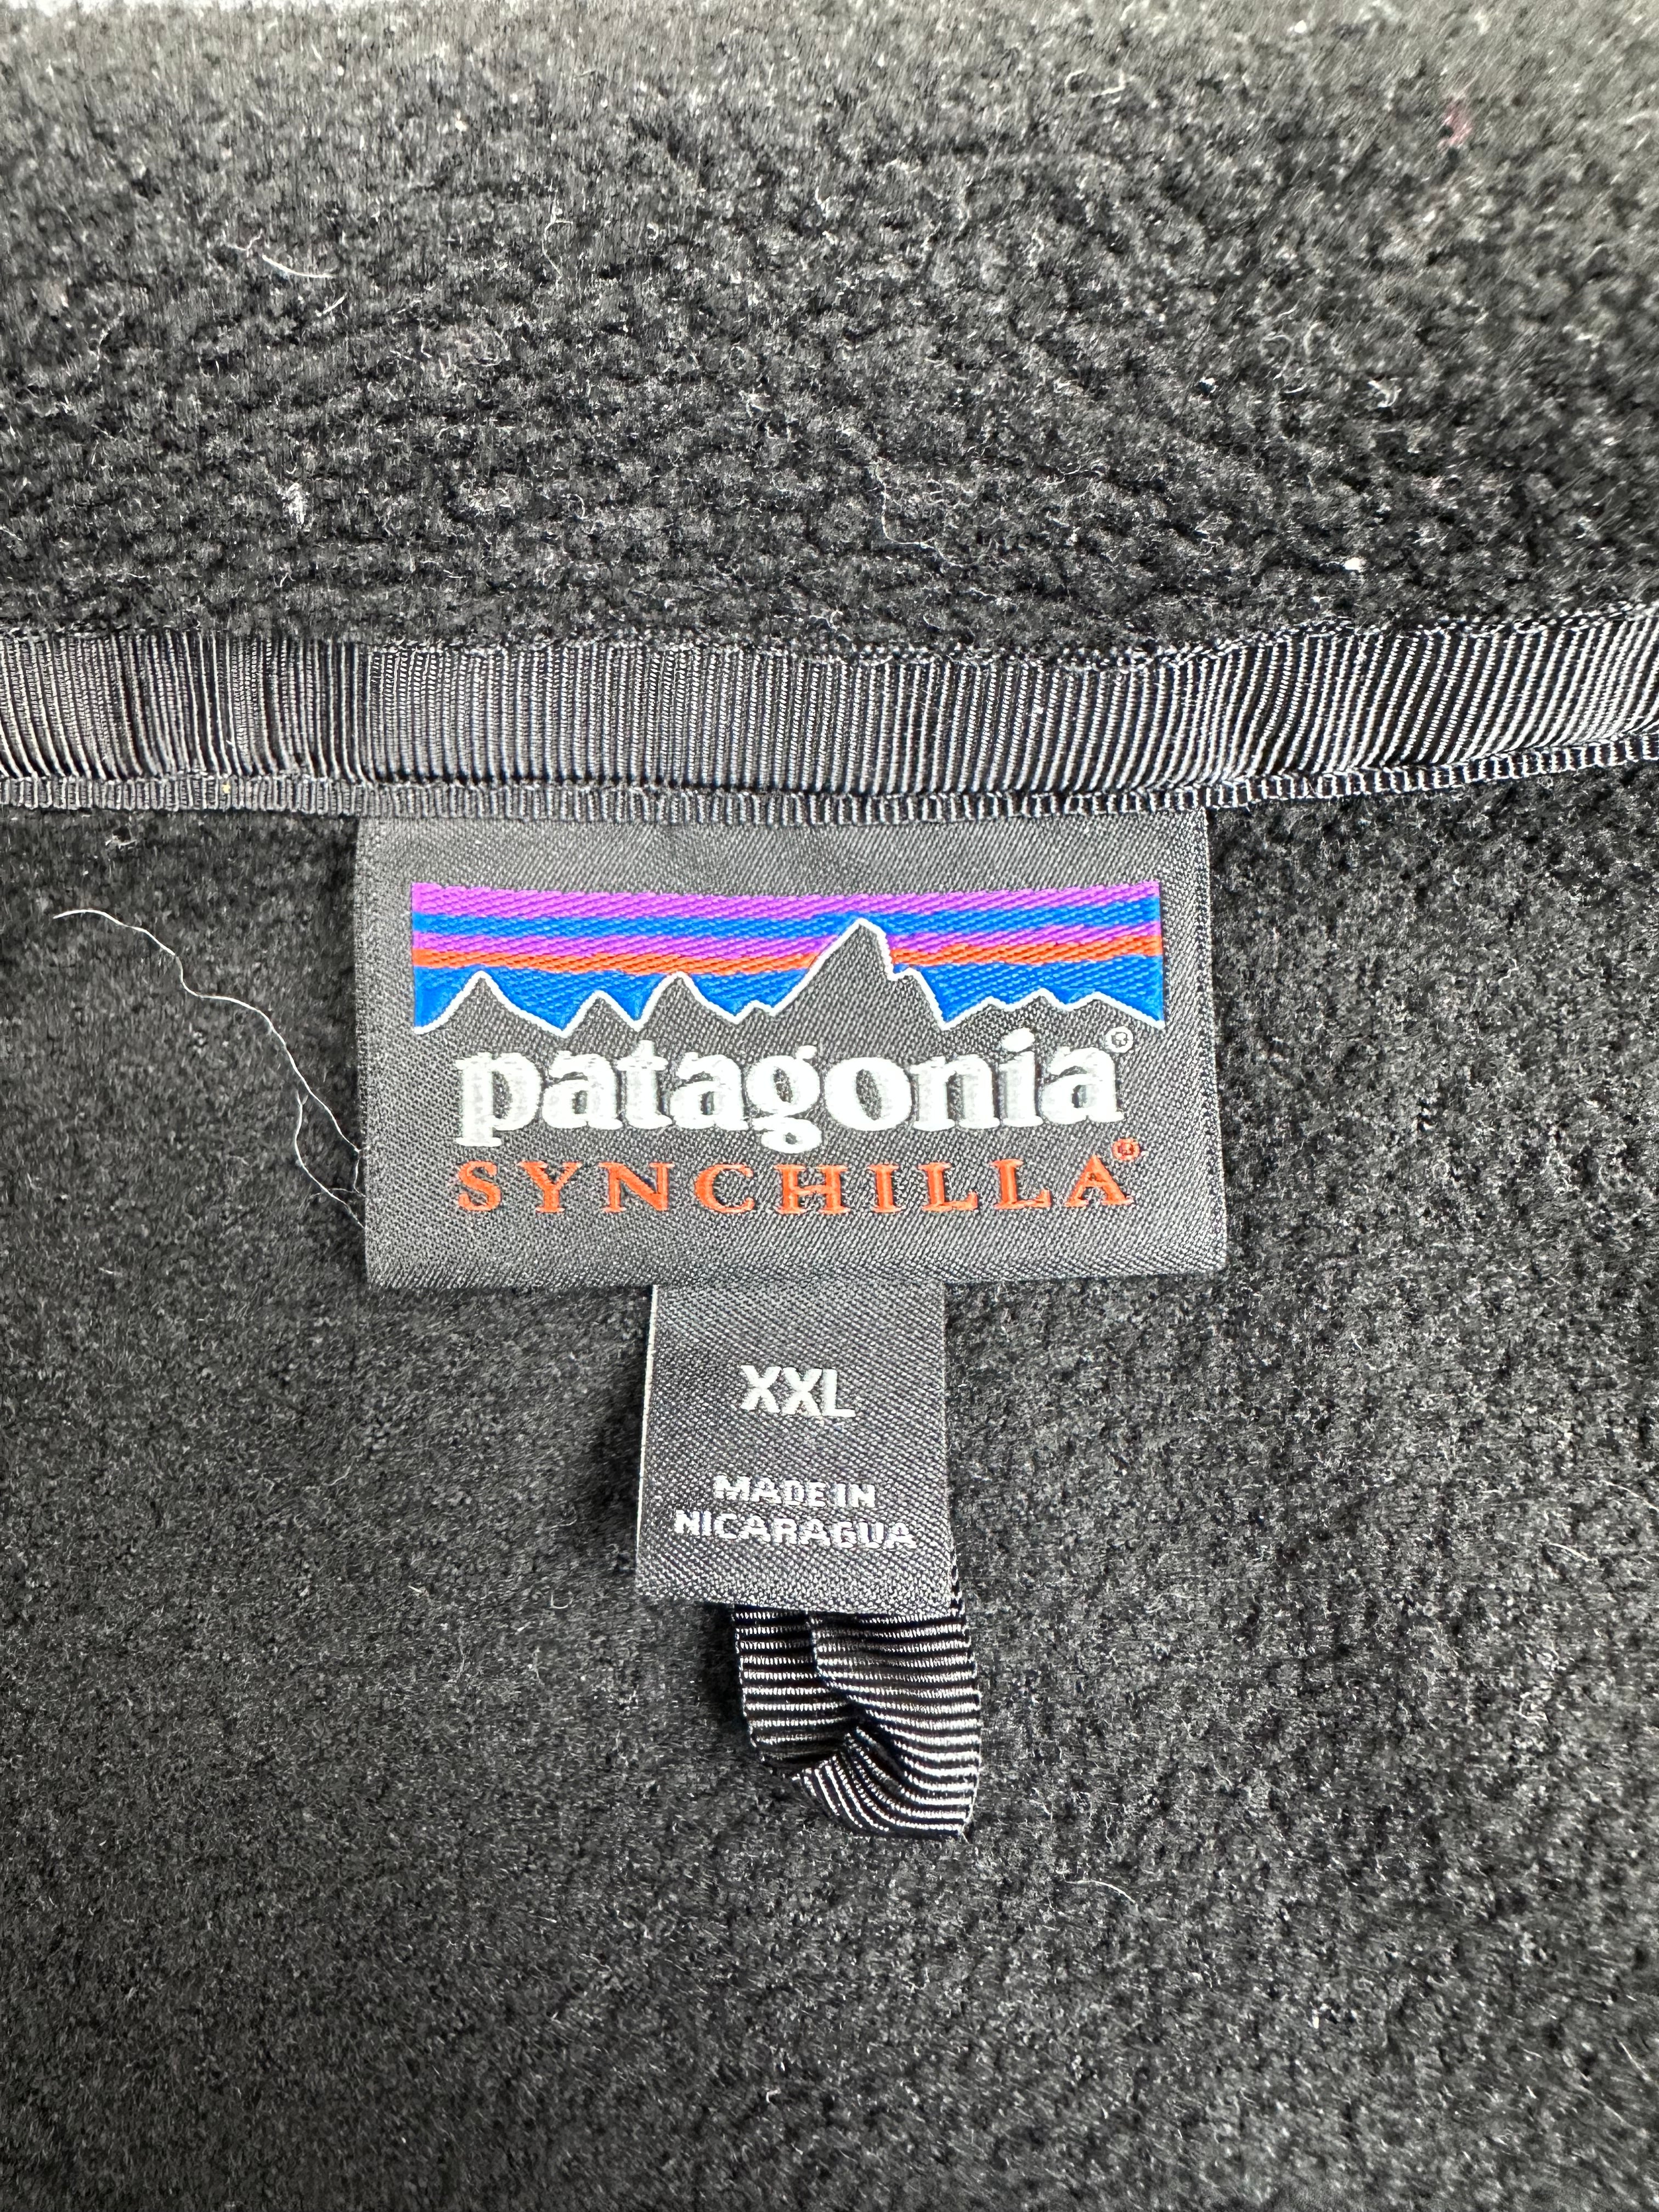 patagonia®
SYNCHILLA®
XXL
MADE IN
NICARAGUA